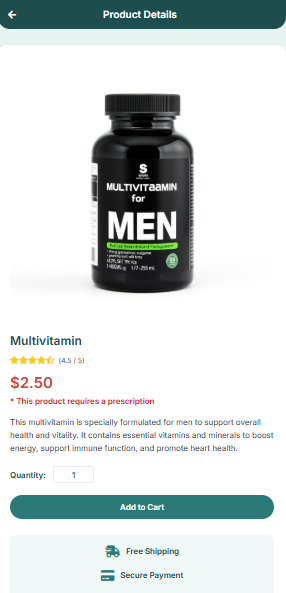 Product Details
S
MULTIVITAAMIN
for
MEN
Multivitamin
(4.5 / 5)
$2.50
* This product requires a prescription
This multivitamin is specially formulated for men to support overall
health and vitality. It contains essential vitamins and minerals to boost
energy, support immune function, and promote heart health.
Quantity: 1
Add to Cart
Free Shipping
Secure Payment